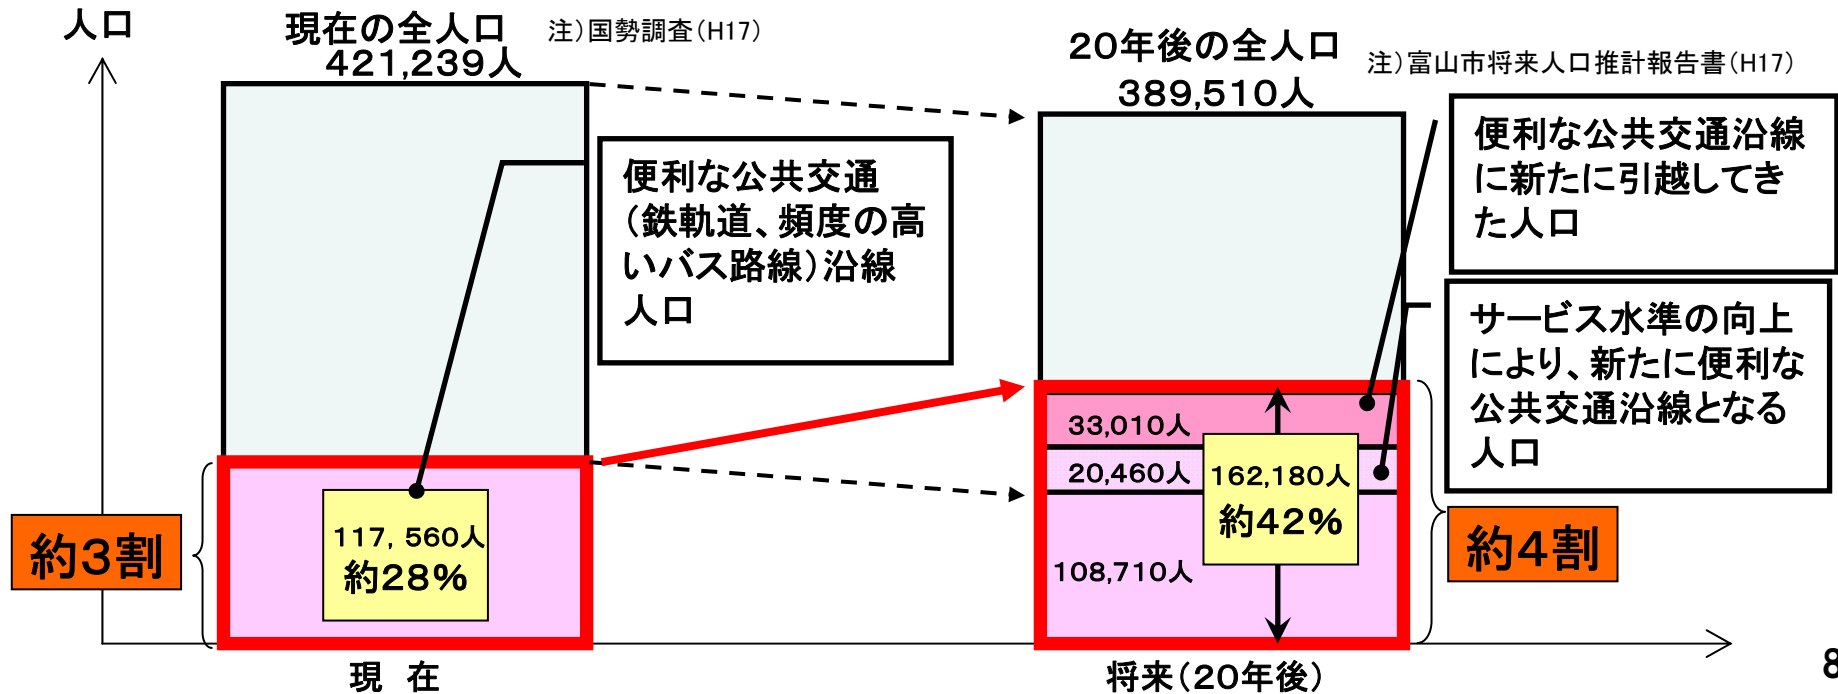 人口
現在の全人口
421,239人
注）国勢調査（H17）
20年後の全人口
389,510人
注）富山市将来人口推計報告書（H17）
便利な公共交通
（鉄軌道、頻度の高
いバス路線）沿線
人口
便利な公共交通沿線
に新たに引越してき
た人口
サービス水準の向上
により、新たに便利な
公共交通沿線となる
人口
約3割
117, 560人
約28%
33,010人
20,460人
108,710人
162,180人
約42%
約4割
現　在
将来（20年後）
8